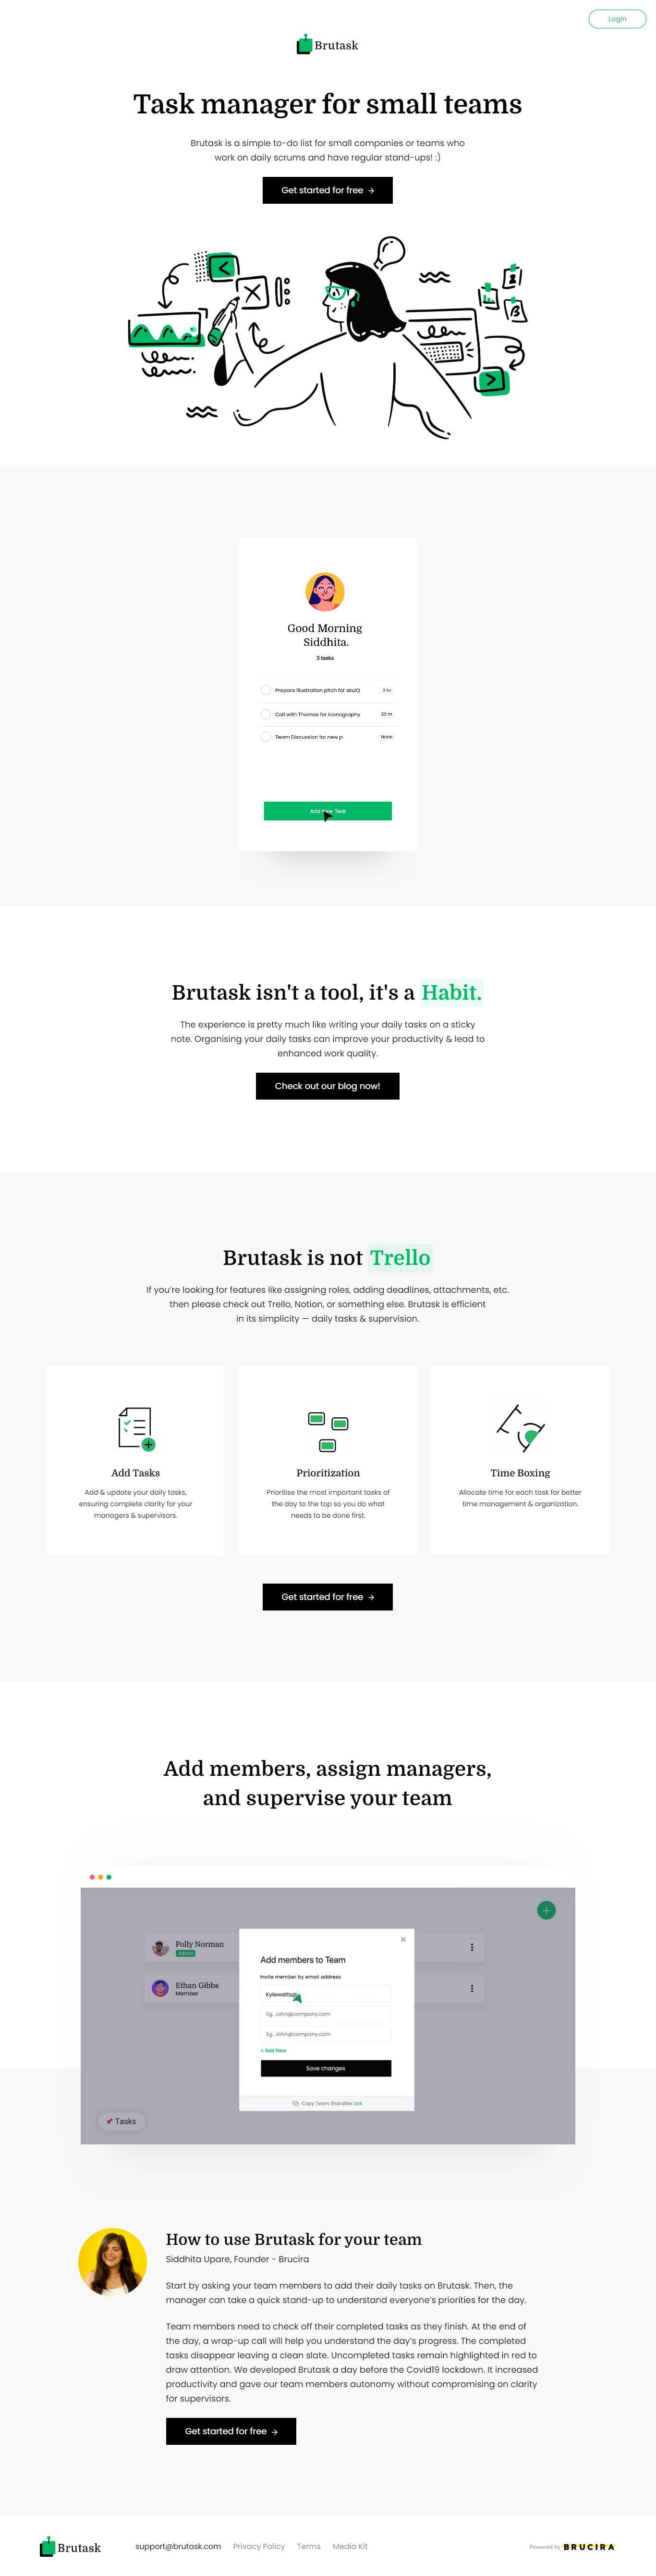 Login
Brutask
Task manager for small teams
Brutask is a simple to-do list for small companies or teams who
work on daily scrums and have regular stand-ups! :)
Get started for free →
Good Morning
Siddhita.
3 tasks
Prepare illustration pitch for skulQ 2 hr
Call with Thomas for Iconography 30 m
Team Discussion for new p None
Add New Task
Brutask isn't a tool, it's a Habit.
The experience is pretty much like writing your daily tasks on a sticky
note. Organising your daily tasks can improve your productivity & lead to
enhanced work quality.
Check out our blog now!
Brutask is not Trello
If you’re looking for features like assigning roles, adding deadlines, attachments, etc.
then please check out Trello, Notion, or something else. Brutask is efficient
in its simplicity — daily tasks & supervision.
Add Tasks
Add & update your daily tasks,
ensuring complete clarity for your
managers & supervisors.
Prioritization
Prioritise the most important tasks of
the day to the top so you do what
needs to be done first.
Time Boxing
Allocate time for each task for better
time management & organization.
Get started for free →
Add members, assign managers,
and supervise your team
Polly Norman
Admin
Ethan Gibbs
Member
Add members to Team
Invite member by email address
Kylewatts@
Eg. John@company.com
Eg. John@company.com
+ Add New
Save changes
Copy Team Sharable Link
Tasks
How to use Brutask for your team
Siddhita Upare, Founder - Brucira
Start by asking your team members to add their daily tasks on Brutask. Then, the
manager can take a quick stand-up to understand everyone’s priorities for the day.
Team members need to check off their completed tasks as they finish. At the end of
the day, a wrap-up call will help you understand the day’s progress. The completed
tasks disappear leaving a clean slate. Uncompleted tasks remain highlighted in red to
draw attention. We developed Brutask a day before the Covid19 lockdown. It increased
productivity and gave our team members autonomy without compromising on clarity
for supervisors.
Get started for free →
Brutask
support@brutask.com Privacy Policy Terms Media Kit
Powered by BRUCIRA